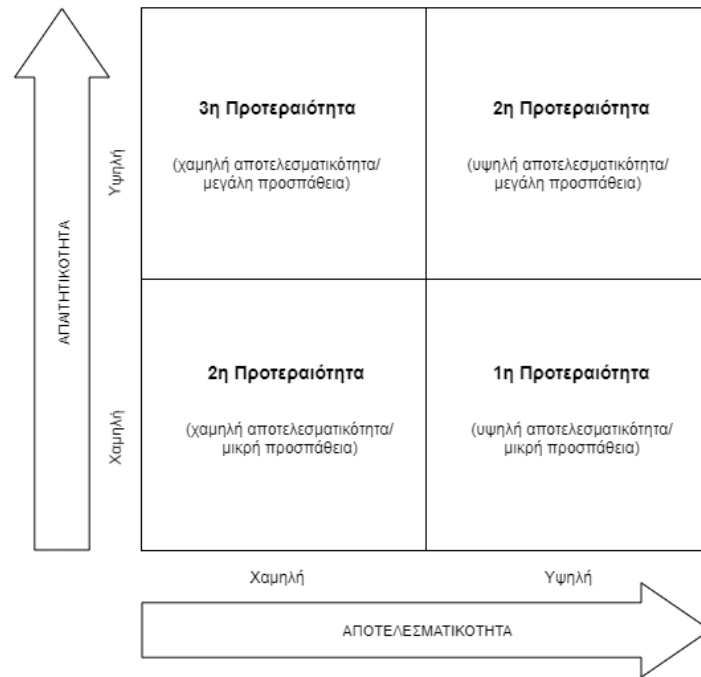 3η Προτεραιότητα
(χαμηλή αποτελεσματικότητα/
μεγάλη προσπάθεια)
2η Προτεραιότητα
(υψηλή αποτελεσματικότητα/
μεγάλη προσπάθεια)
Υψηλή
ΑΠΑΙΤΗΤΙΚΟΤΗΤΑ
2η Προτεραιότητα
(χαμηλή αποτελεσματικότητα/
μικρή προσπάθεια)
1η Προτεραιότητα
(υψηλή αποτελεσματικότητα/
μικρή προσπάθεια)
Χαμηλή
Χαμηλή
Υψηλή
ΑΠΟΤΕΛΕΣΜΑΤΙΚΟΤΗΤΑ